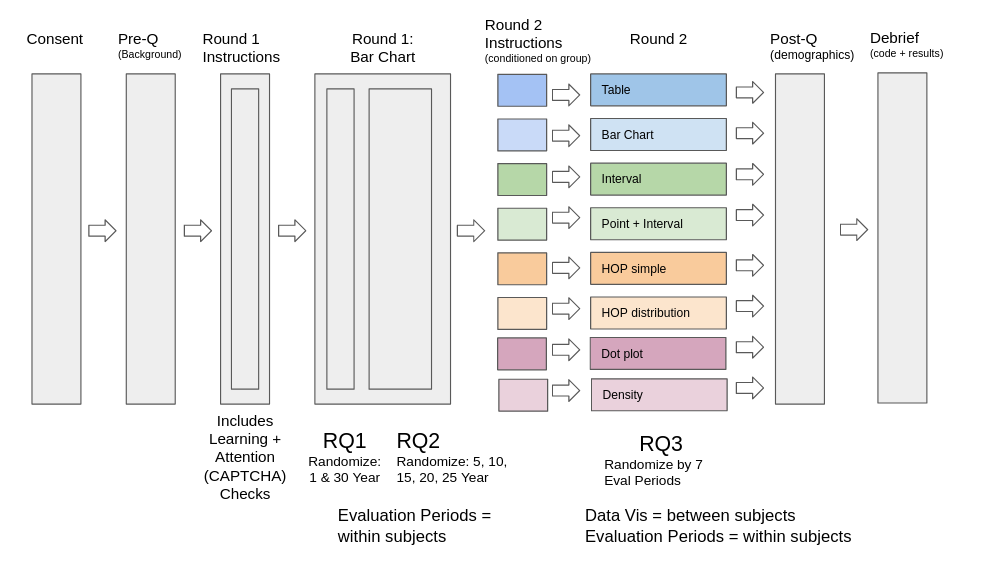 Consent
Pre-Q
(Background)
Round 1
Instructions
Round 1:
Bar Chart
Round 2
Instructions
(conditioned on group)
Round 2
Post-Q
(demographics)
Debrief
(code + results)
Table
Bar Chart
Interval
Point + Interval
HOP simple
HOP distribution
Dot plot
Density
Includes
Learning +
Attention
(CAPTCHA)
Checks
RQ1
Randomize:
1 & 30 Year
RQ2
Randomize: 5, 10,
15, 20, 25 Year
RQ3
Randomize by 7
Eval Periods
Evaluation Periods =
within subjects
Data Vis = between subjects
Evaluation Periods = within subjects